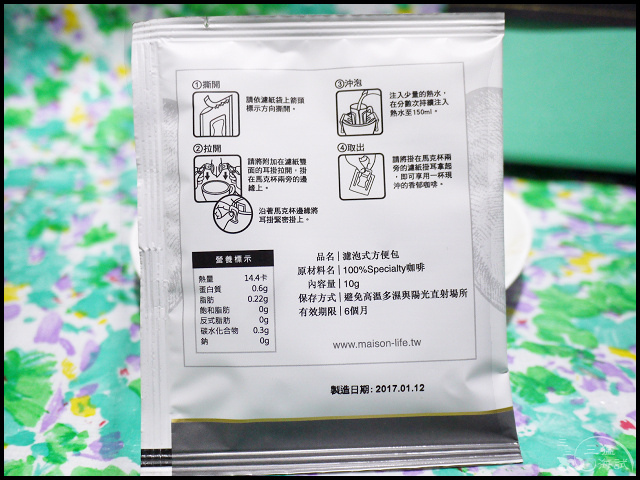 ①撕開
請依濾紙袋上箭頭
標示方向撕開。
②拉開
請將附加在濾紙雙
面的耳掛拉開，掛
在馬克杯兩旁的邊
緣上。
沿著馬克杯邊緣將
耳掛緊密掛上。
③沖泡
注入少量的熱水，
在分數次持續注入
熱水至150ml。
④取出
請將掛在馬克杯兩
旁的濾紙掛耳拿起
，即可享用一杯現
沖的香郁咖啡。
營養標示
熱量 14.4卡
蛋白質 0.6g
脂肪 0.22g
飽和脂肪 0g
反式脂肪 0g
碳水化合物 0.3g
鈉 0g
品名|濾泡式方便包
原材料名|100%Specialty咖啡
內容量|10g
保存方式|避免高溫多濕與陽光直射場所
有效期限|6個月
www.maison-life.tw
製造日期: 2017.01.12